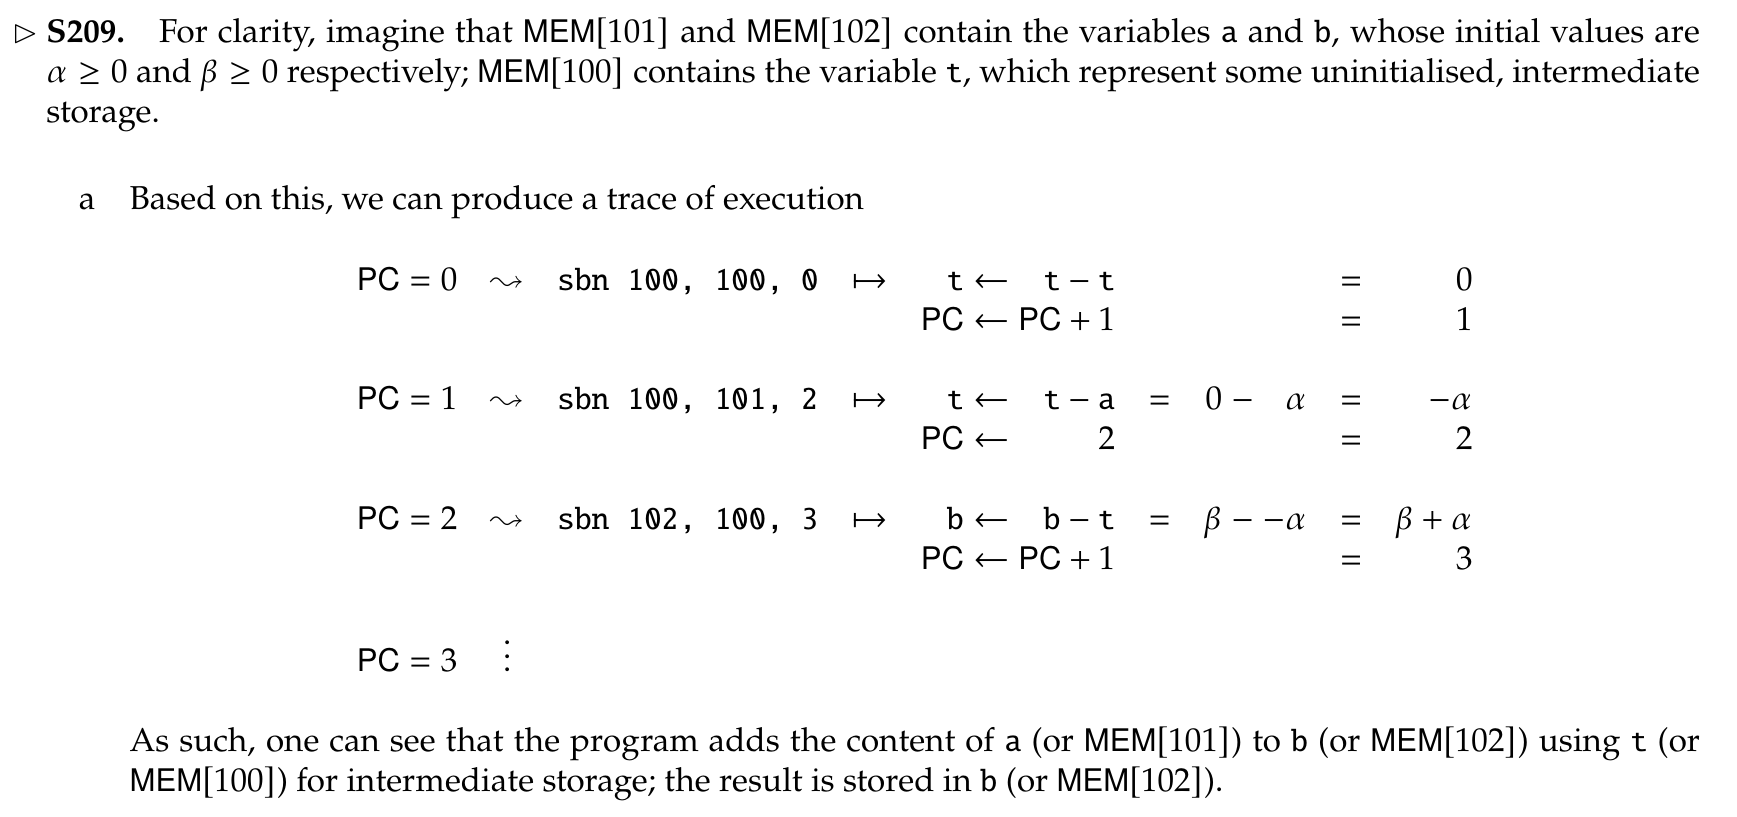 ▷ S209. For clarity, imagine that MEM[101] and MEM[102] contain the variables a and b, whose initial values are
α ≥ 0 and β ≥ 0 respectively; MEM[100] contains the variable t, which represent some uninitialised, intermediate
storage.
a Based on this, we can produce a trace of execution
PC = 0 ⇝ sbn 100, 100, 0 ↦ t ← t − t = 0
PC ← PC + 1 = 1
PC = 1 ⇝ sbn 100, 101, 2 ↦ t ← t − a = 0 − α = −α
PC ← 2 = 2
PC = 2 ⇝ sbn 102, 100, 3 ↦ b ← b − t = β − −α = β + α
PC ← PC + 1 = 3
PC = 3 ⋮
As such, one can see that the program adds the content of a (or MEM[101]) to b (or MEM[102]) using t (or
MEM[100]) for intermediate storage; the result is stored in b (or MEM[102]).